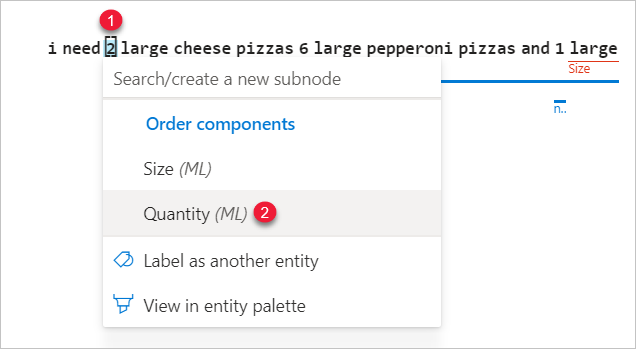 1
i need [2] large cheese pizzas 6 large pepperoni pizzas and 1 large
Size
Search/create a new subnode
n..
Order components
Size (ML)
Quantity (ML) 2
Label as another entity
View in entity palette